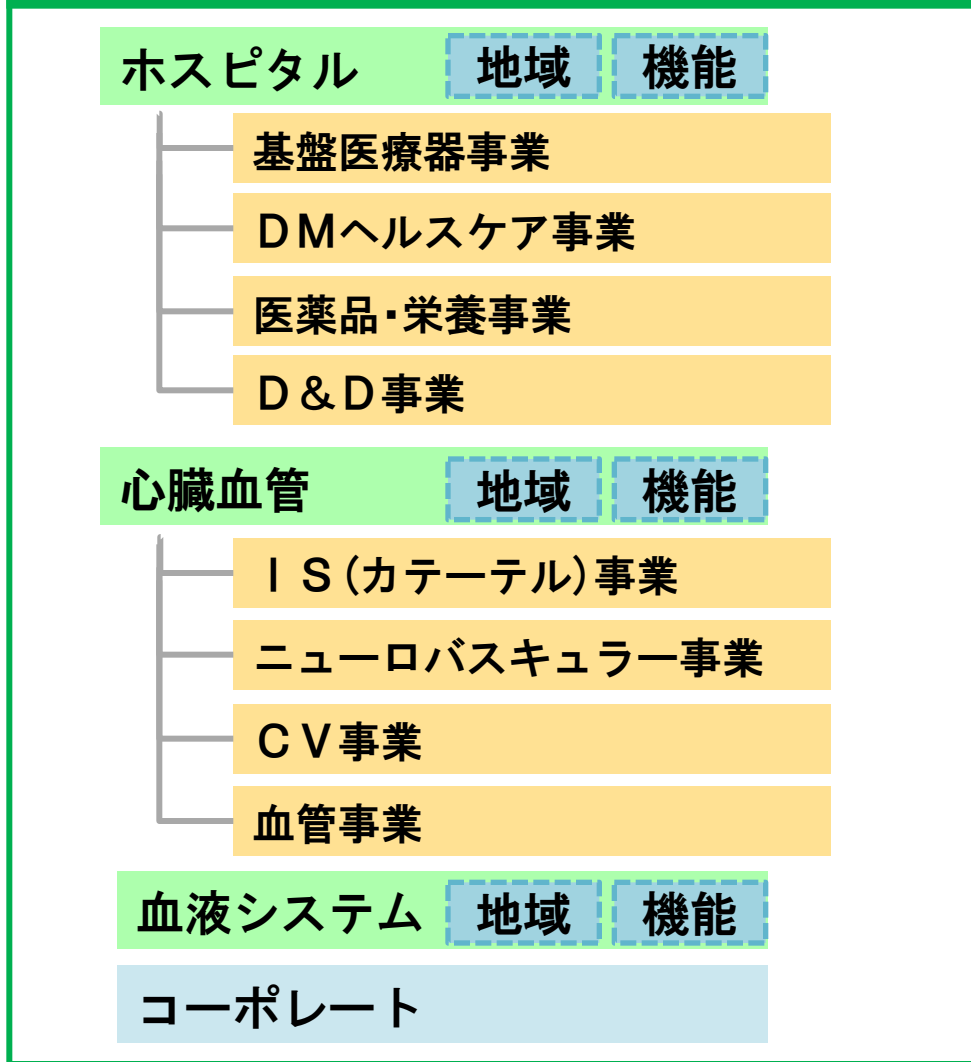 ホスピタル 地域 機能
基盤医療器事業
DMヘルスケア事業
医薬品・栄養事業
D&D事業
心臓血管 地域 機能
IS(カテーテル)事業
ニューロバスキュラー事業
CV事業
血管事業
血液システム 地域 機能
コーポレート